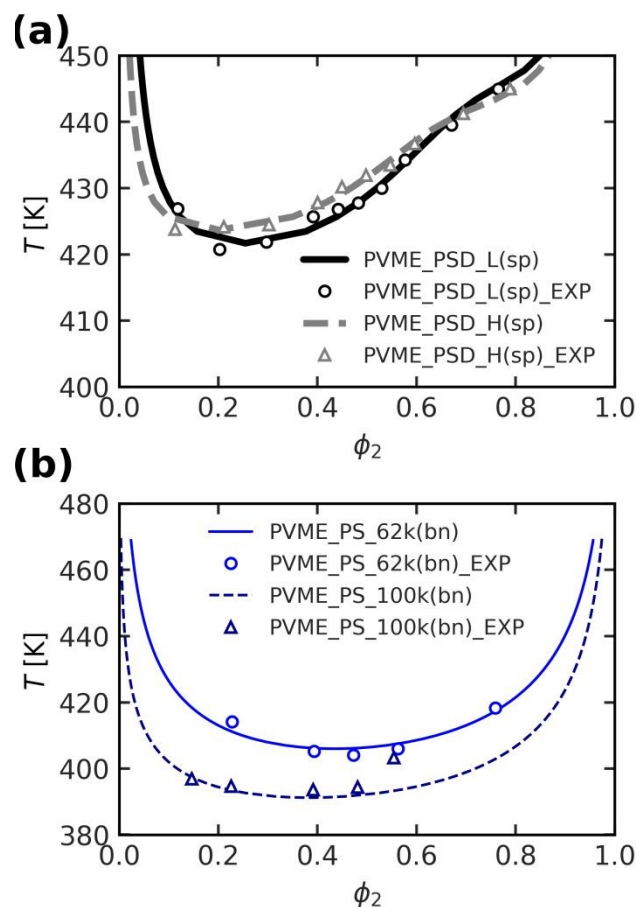 (a)
450
440
430
420
410
400
T [K]
PVME_PSD_L(sp)
PVME_PSD_L(sp)_EXP
PVME_PSD_H(sp)
PVME_PSD_H(sp)_EXP
0.0 0.2 0.4 0.6 0.8 1.0
ϕ₂
(b)
480
460
440
420
400
380
T [K]
PVME_PS_62k(bn)
PVME_PS_62k(bn)_EXP
PVME_PS_100k(bn)
PVME_PS_100k(bn)_EXP
0.0 0.2 0.4 0.6 0.8 1.0
ϕ₂